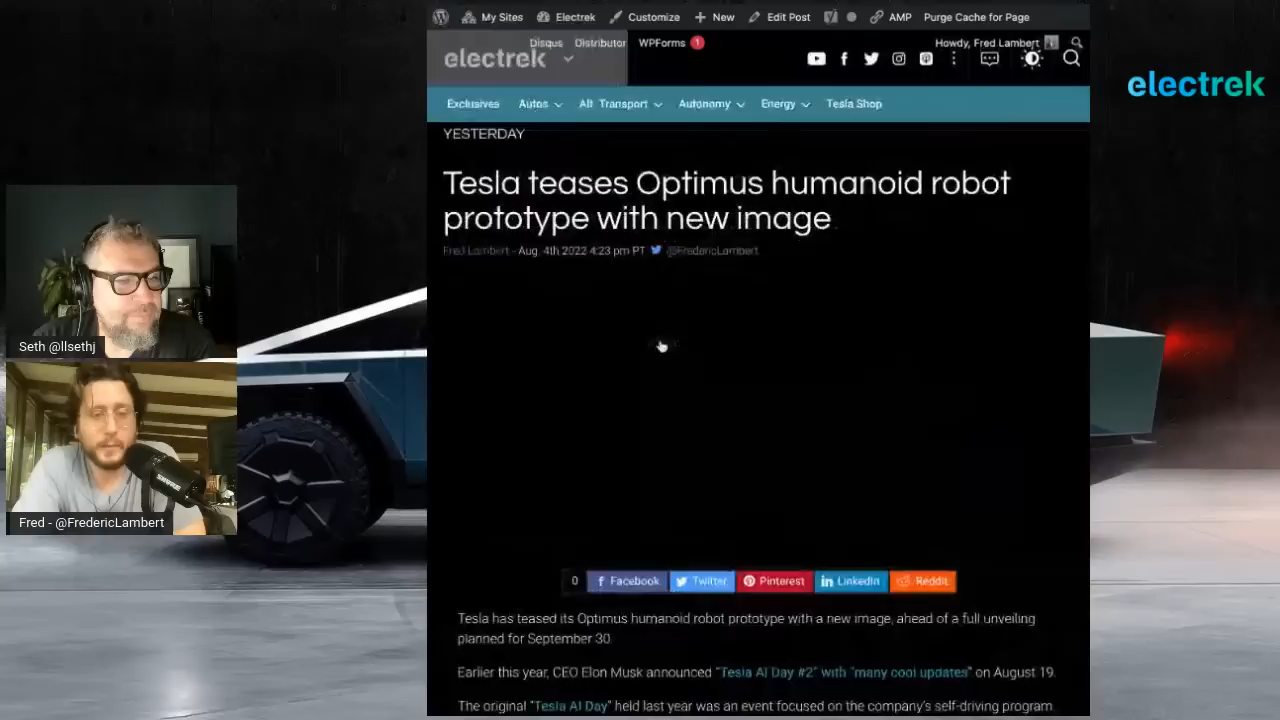 My Sites Electrek Customize New Edit Post AMP Purge Cache for Page
Disqus Distributor WPForms 1 Howdy, Fred Lambert
electrek
electrek
Exclusives Autos Alt. Transport Autonomy Energy Tesla Shop
YESTERDAY
Tesla teases Optimus humanoid robot
prototype with new image
Fred Lambert - Aug. 4th 2022 4:23 pm PT @FredericLambert
Seth @llsethj
Fred - @FredericLambert
SHURE
0 Facebook Twitter Pinterest LinkedIn Reddit
Tesla has teased its Optimus humanoid robot prototype with a new image, ahead of a full unveiling
planned for September 30.
Earlier this year, CEO Elon Musk announced “Tesla AI Day #2” with “many cool updates” on August 19.
The original “Tesla AI Day” held last year was an event focused on the company's self-driving program.